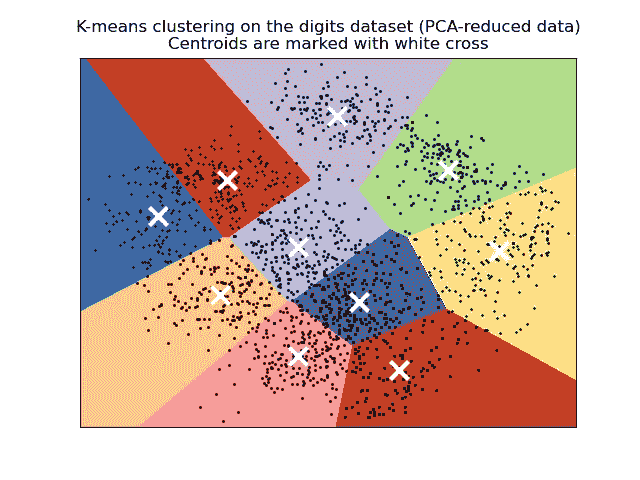 K-means clustering on the digits dataset (PCA-reduced data)
Centroids are marked with white cross